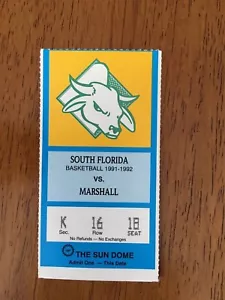 SOUTH FLORIDA
BASKETBALL 1991-1992
VS.
MARSHALL
K 16 18
Sec. Row SEAT
No Refunds — No Exchanges
THE SUN DOME
Admit One — This Date